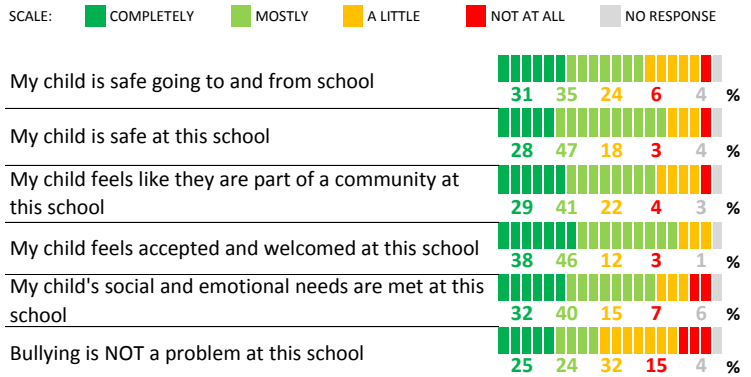 SCALE: COMPLETELY MOSTLY A LITTLE NOT AT ALL NO RESPONSE
My child is safe going to and from school
31 35 24 6 4 %
My child is safe at this school
28 47 18 3 4 %
My child feels like they are part of a community at
this school
29 41 22 4 3 %
My child feels accepted and welcomed at this school
38 46 12 3 1 %
My child's social and emotional needs are met at this
school
32 40 15 7 6 %
Bullying is NOT a problem at this school
25 24 32 15 4 %